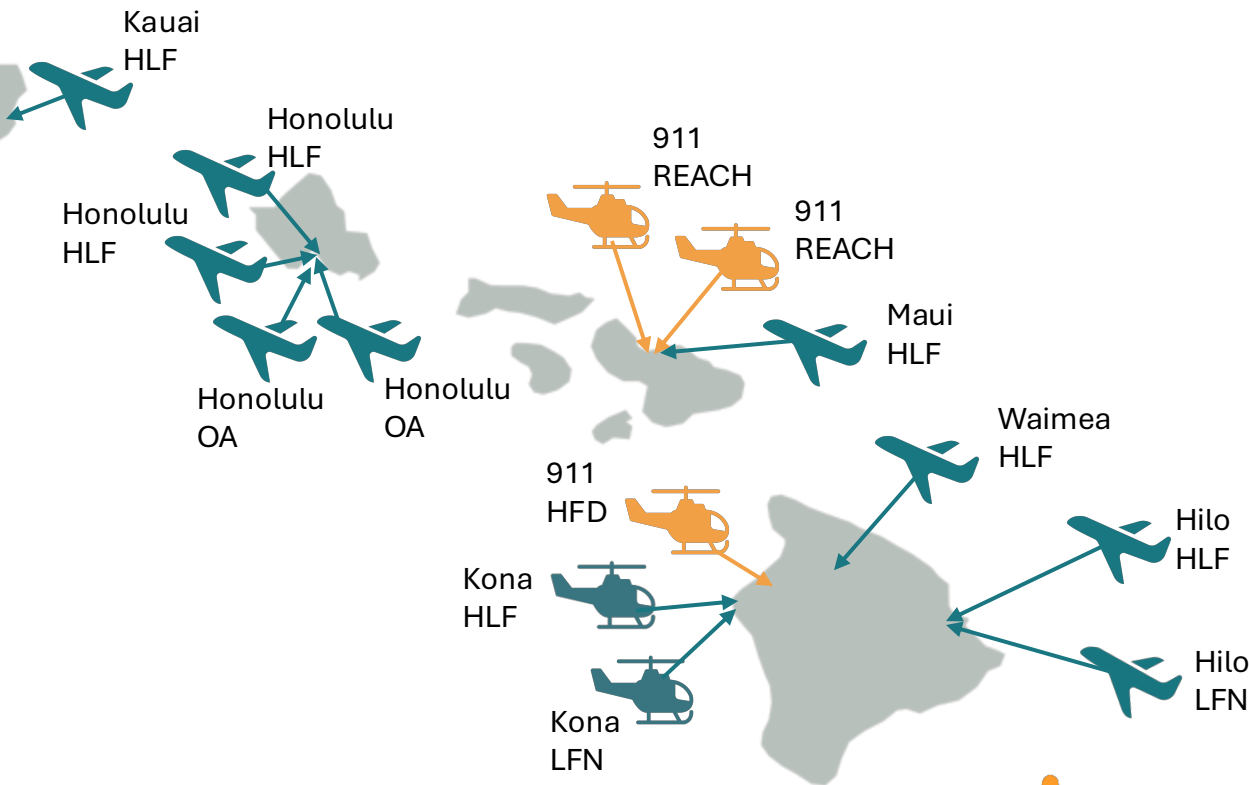 Kauai
HLF
Honolulu
HLF
911
REACH
Honolulu
HLF
911
REACH
Maui
HLF
Honolulu
OA
Honolulu
OA
Waimea
HLF
911
HFD
Hilo
HLF
Kona
HLF
Hilo
LFN
Kona
LFN